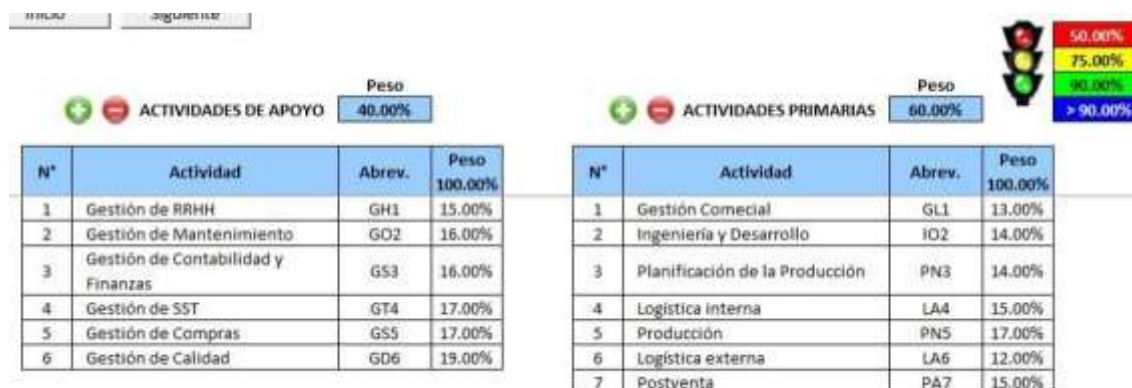 Inicio Siguiente
50.00%
75.00%
90.00%
> 90.00%
Peso
ACTIVIDADES DE APOYO 40.00%
N° Actividad Abrev. Peso 100.00%
1 Gestión de RRHH GH1 15.00%
2 Gestión de Mantenimiento GO2 16.00%
3 Gestión de Contabilidad y Finanzas GS3 16.00%
4 Gestión de SST GT4 17.00%
5 Gestión de Compras GS5 17.00%
6 Gestión de Calidad GD6 19.00%
Peso
ACTIVIDADES PRIMARIAS 60.00%
N° Actividad Abrev. Peso 100.00%
1 Gestión Comecial GL1 13.00%
2 Ingeniería y Desarrollo IO2 14.00%
3 Planificación de la Producción PN3 14.00%
4 Logística interna LA4 15.00%
5 Producción PN5 17.00%
6 Logística externa LA6 12.00%
7 Postventa PA7 15.00%